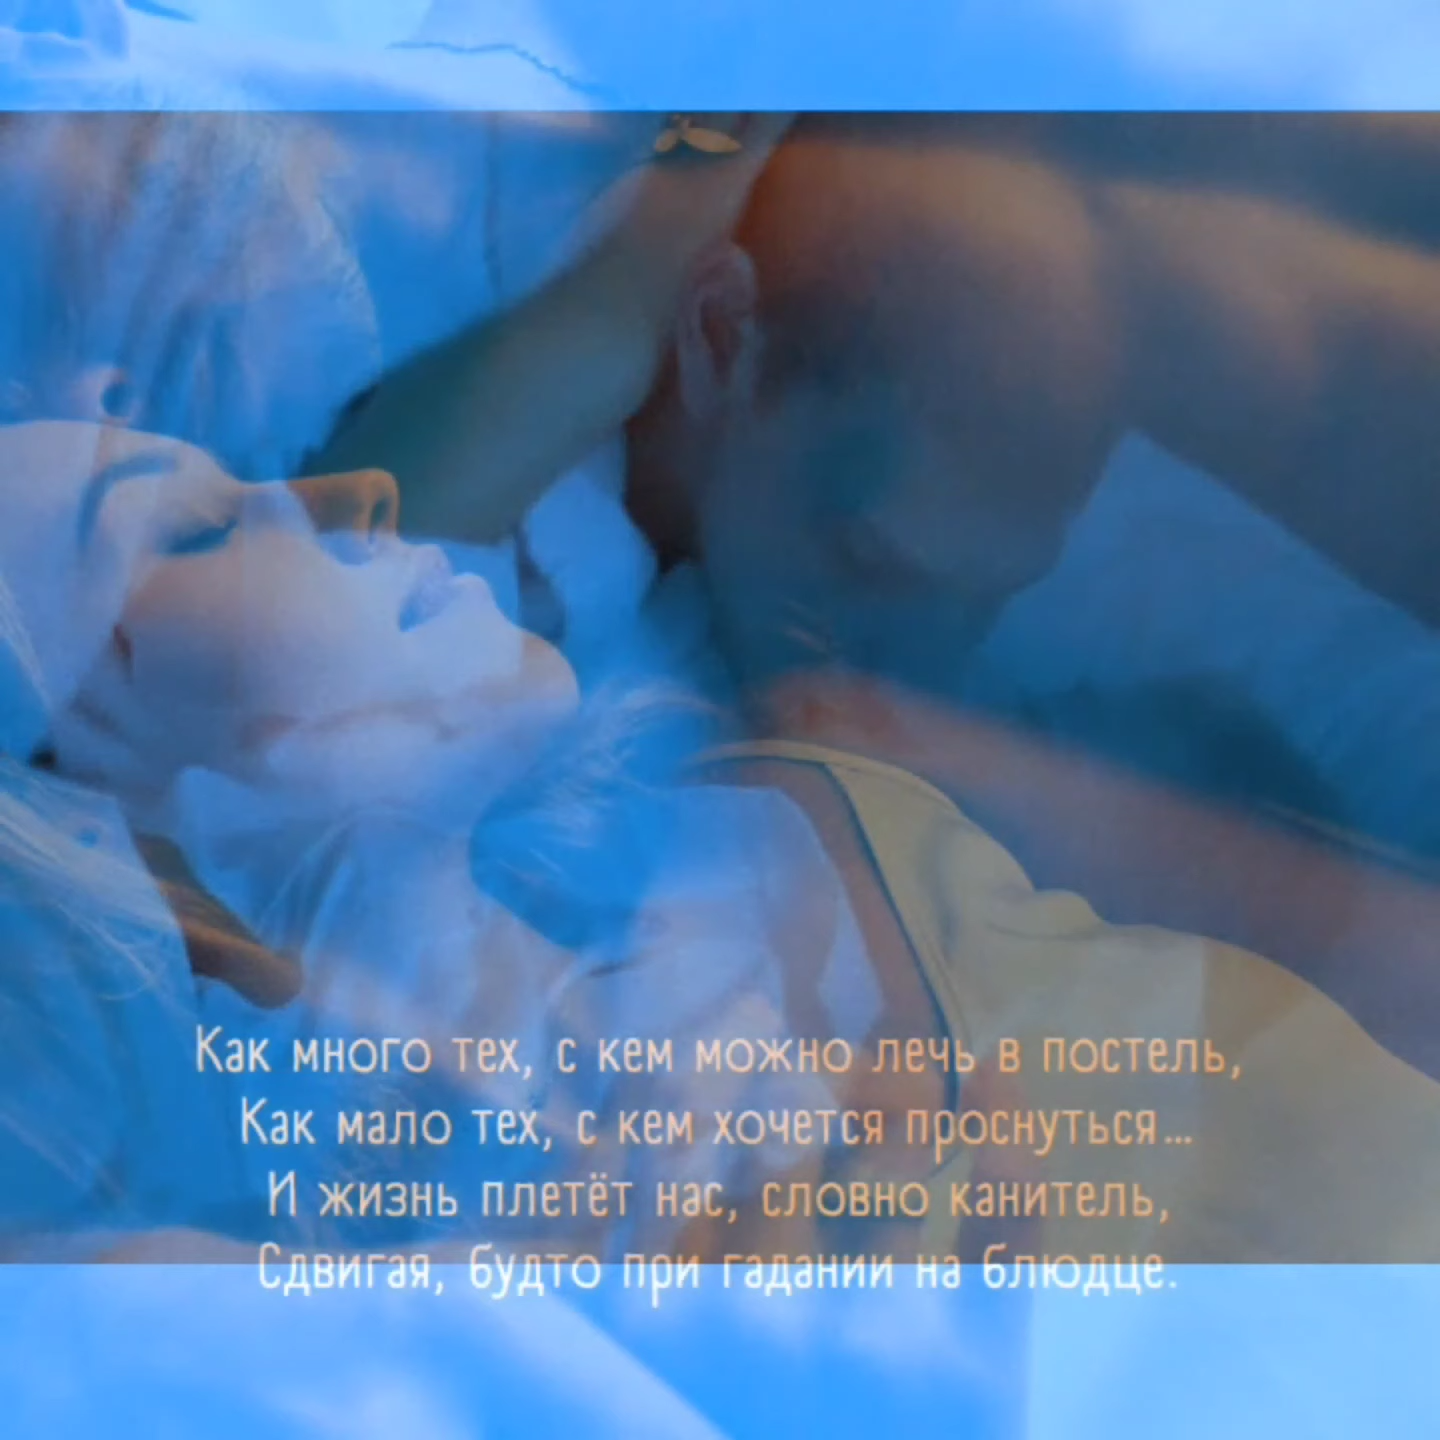 Как много тех, с кем можно лечь в постель,
Как мало тех, с кем хочется проснуться...
И жизнь плетёт нас, словно канитель,
Сдвигая, будто при гадании на блюдце.